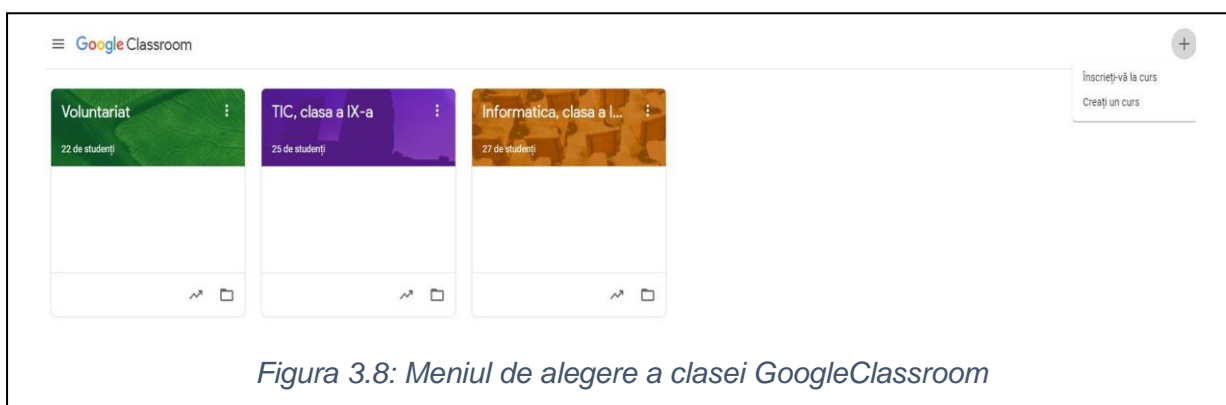 Google Classroom
Înscrieți-vă la curs
Creați un curs
Voluntariat
22 de studenți
TIC, clasa a IX-a
25 de studenți
Informatica, clasa a I...
27 de studenți
Figura 3.8: Meniul de alegere a clasei GoogleClassroom